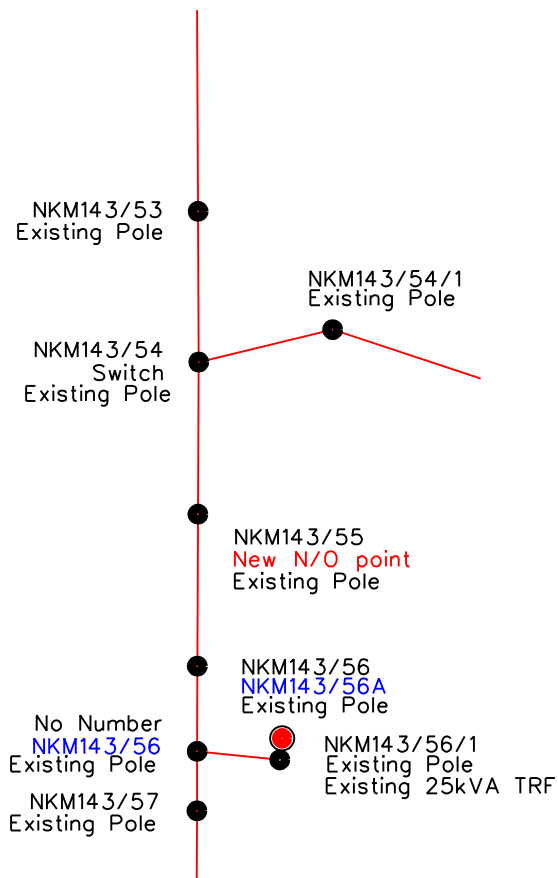 NKM143/53
Existing Pole
NKM143/54/1
Existing Pole
NKM143/54
Switch
Existing Pole
NKM143/55
New N/O point
Existing Pole
NKM143/56
NKM143/56A
Existing Pole
No Number
NKM143/56
Existing Pole
NKM143/56/1
Existing Pole
Existing 25kVA TRF
NKM143/57
Existing Pole